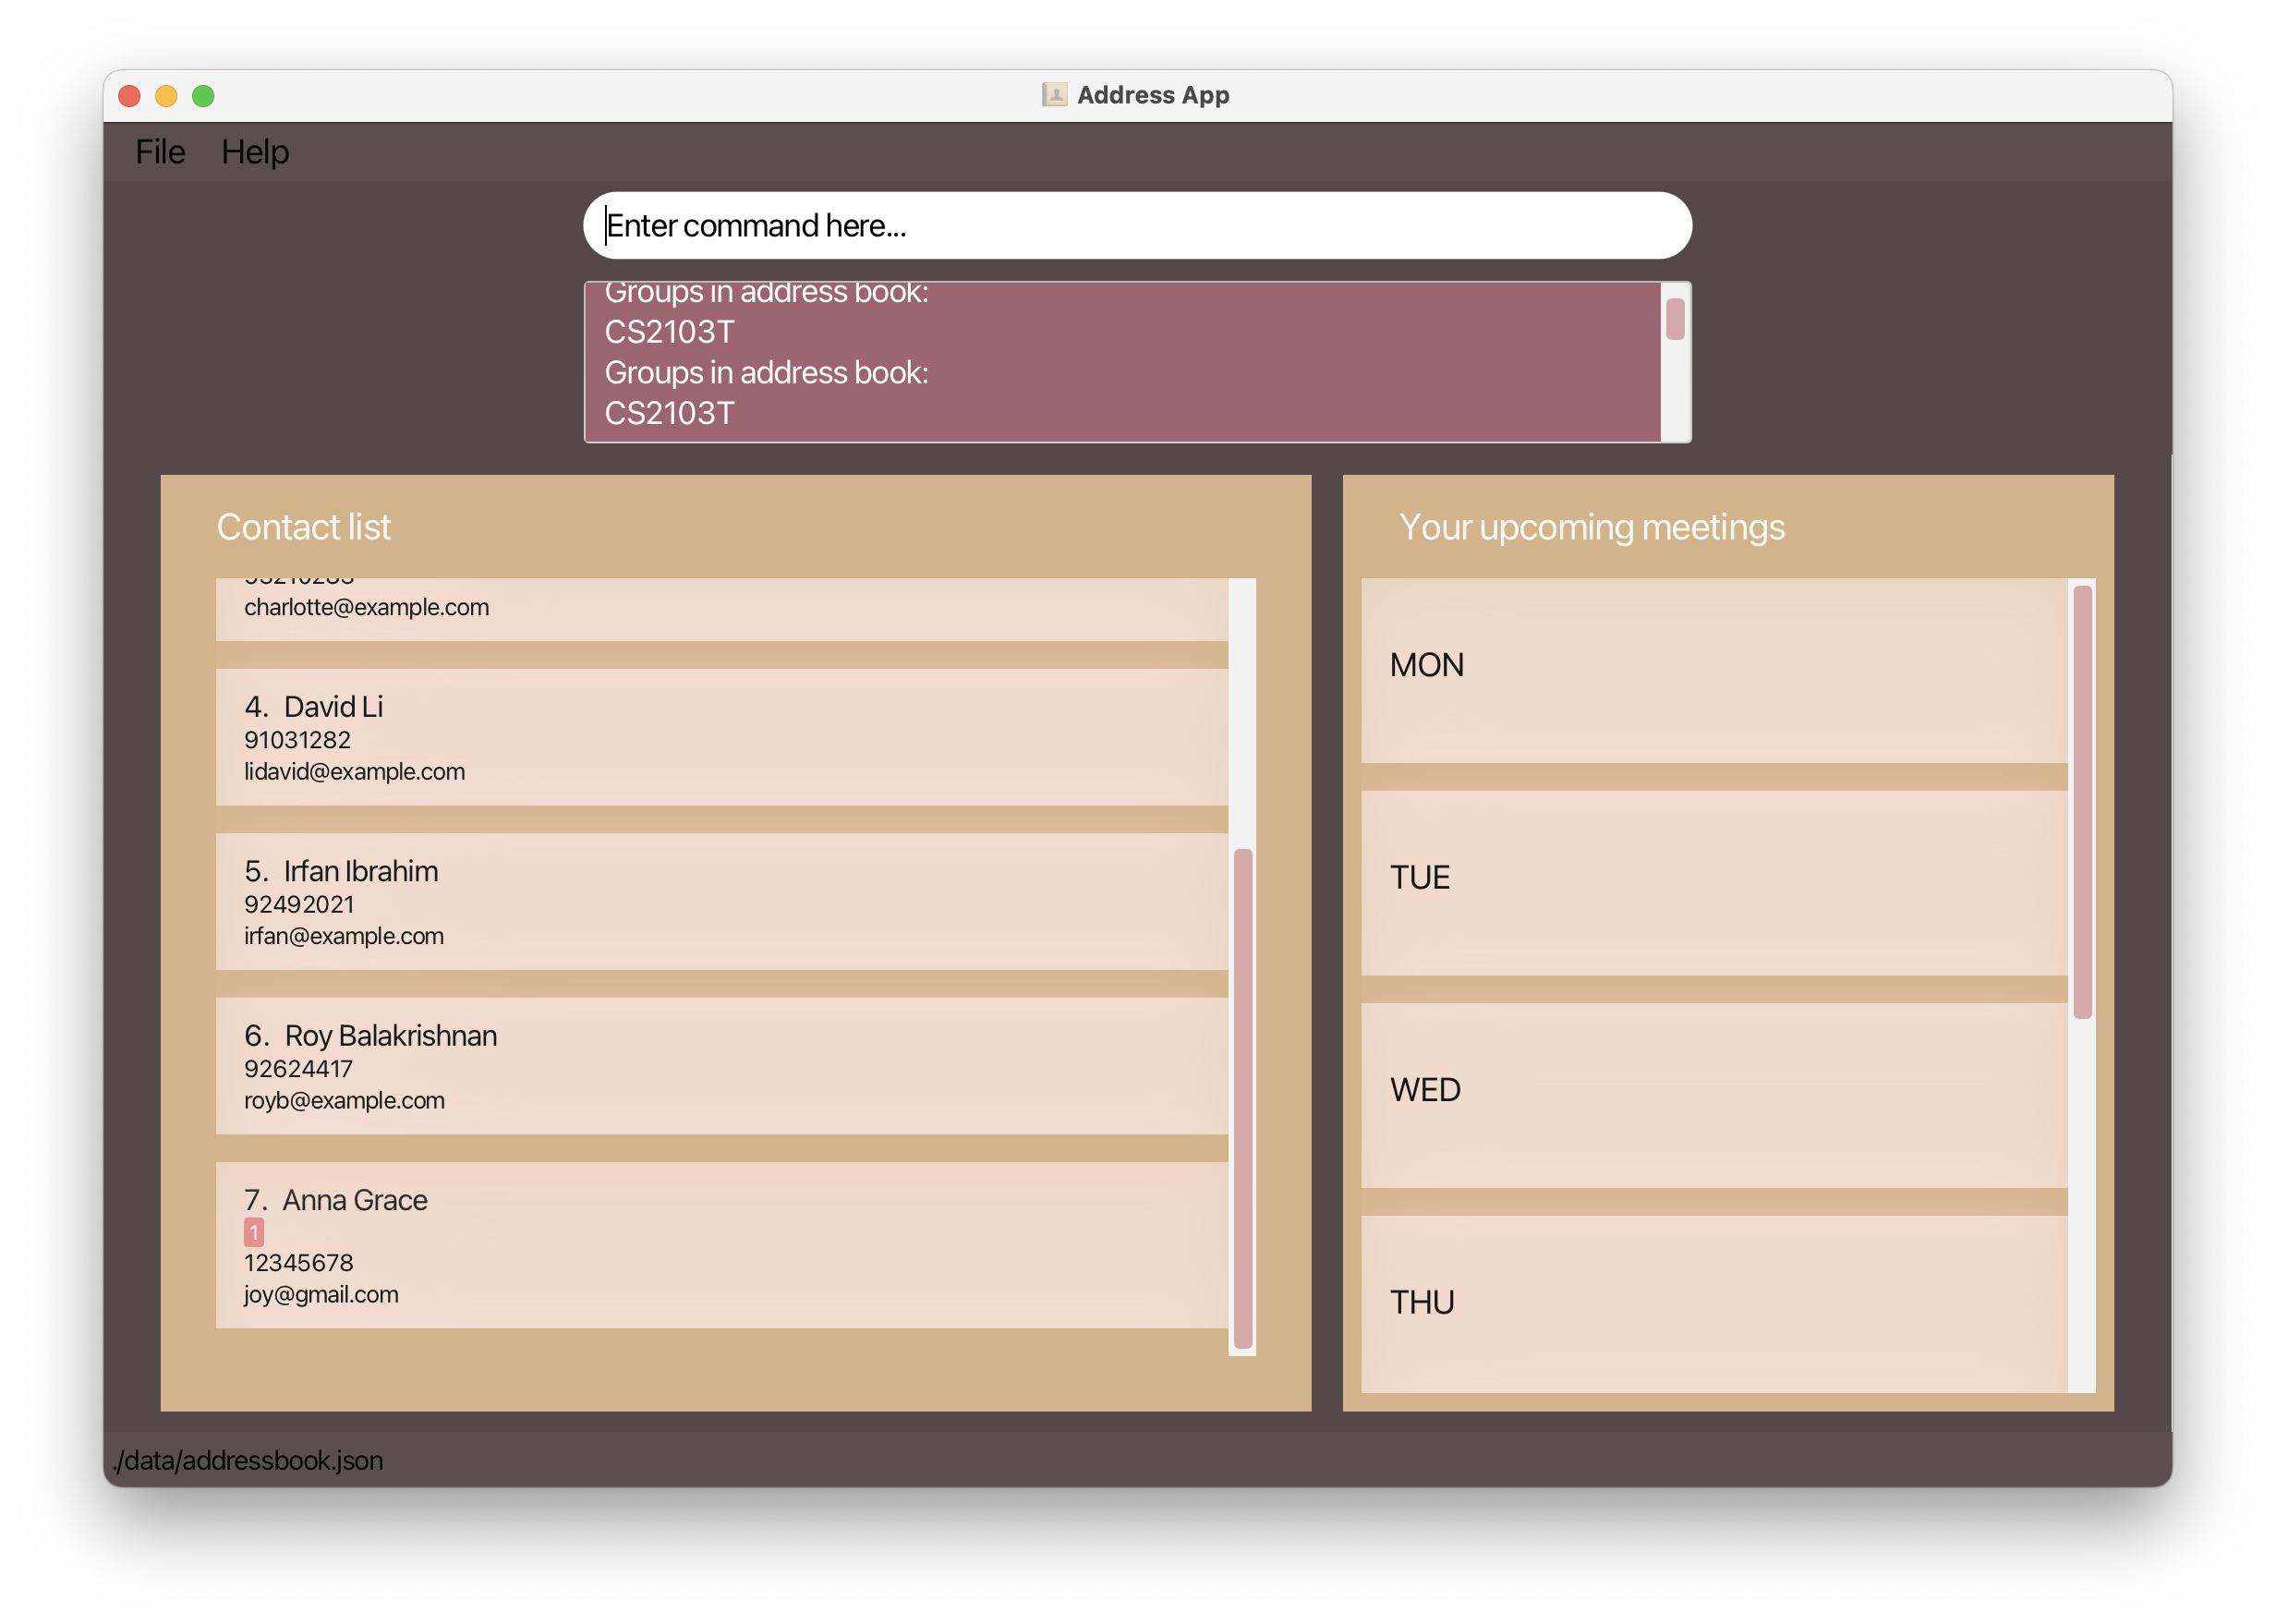 Address App
File Help
Enter command here...
Groups in address book:
CS2103T
Groups in address book:
CS2103T
Contact list
charlotte@example.com
4. David Li
91031282
lidavid@example.com
5. Irfan Ibrahim
92492021
irfan@example.com
6. Roy Balakrishnan
92624417
royb@example.com
7. Anna Grace
1
12345678
joy@gmail.com
Your upcoming meetings
MON
TUE
WED
THU
./data/addressbook.json